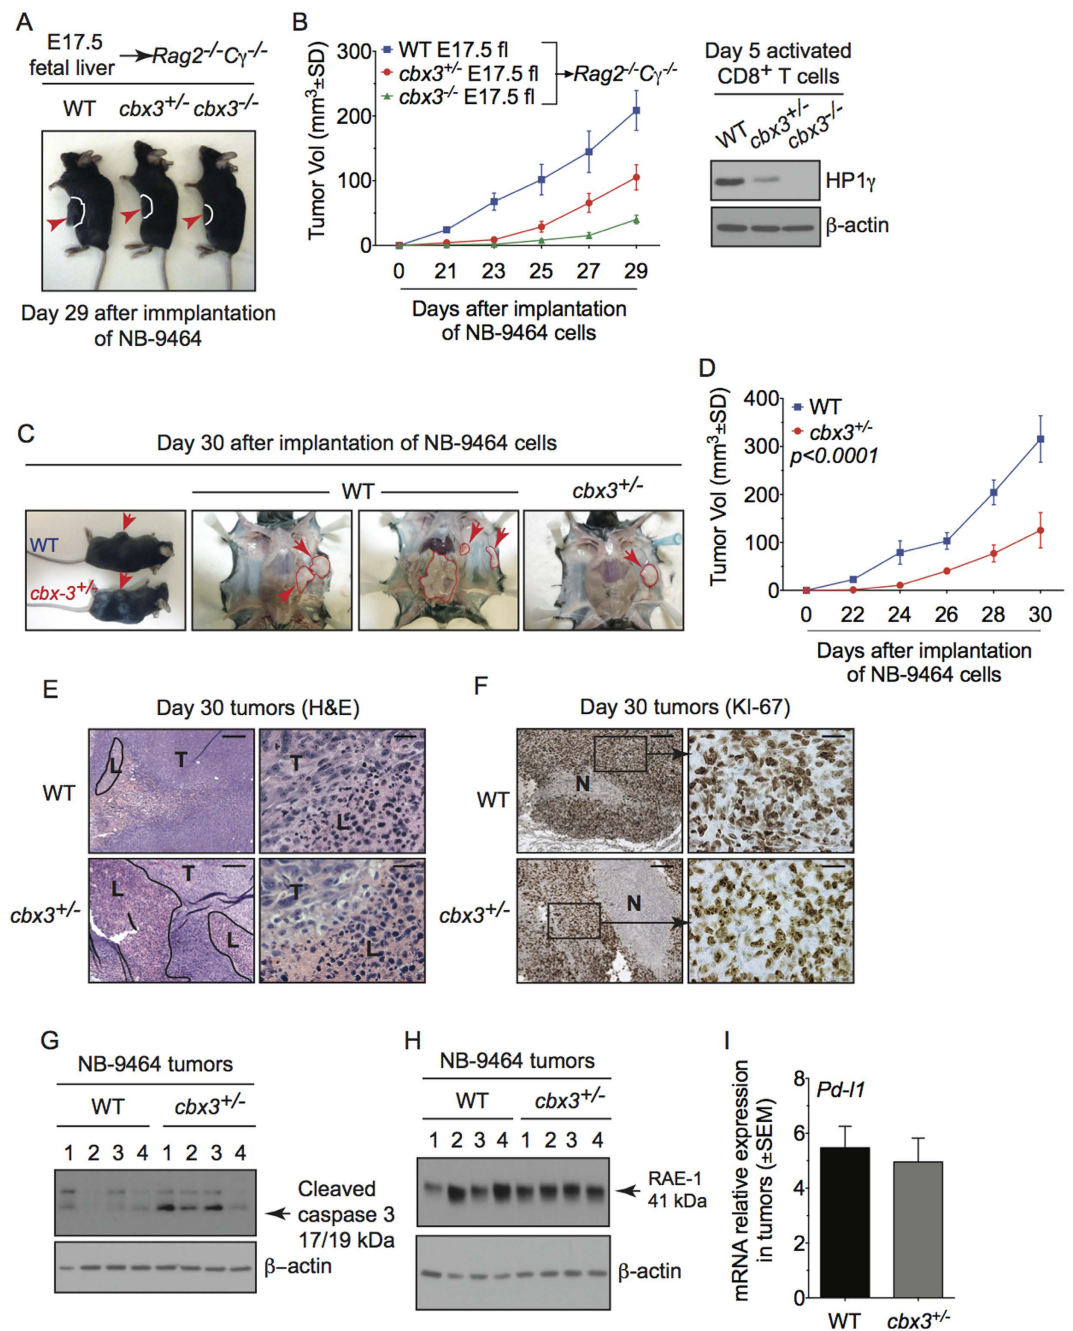 A
E17.5
fetal liver
Rag2-/-Cγ-/-
WT cbx3+/- cbx3-/-
Day 29 after immplantation
of NB-9464
B
Tumor Vol (mm3±SD)
300
200
100
0
WT E17.5 fl
cbx3+/- E17.5 fl
cbx3-/- E17.5 fl
Rag2-/-Cγ-/-
0 21 23 25 27 29
Days after implantation
of NB-9464 cells
Day 5 activated
CD8+ T cells
WT cbx3+/- cbx3-/-
HP1γ
β-actin
C
Day 30 after implantation of NB-9464 cells
WT
cbx3+/-
WT
cbx-3+/-
D
Tumor Vol (mm3±SD)
400
300
200
100
0
WT
cbx3+/-
p<0.0001
0 22 24 26 28 30
Days after implantation
of NB-9464 cells
E
Day 30 tumors (H&E)
WT
L T
T
L
cbx3+/-
L T
L
T
L
F
Day 30 tumors (KI-67)
WT
N
cbx3+/-
N
G
NB-9464 tumors
WT cbx3+/-
1 2 3 4 1 2 3 4
Cleaved
caspase 3
17/19 kDa
β–actin
H
NB-9464 tumors
WT cbx3+/-
1 2 3 4 1 2 3 4
RAE-1
41 kDa
β-actin
I
mRNA relative expression
in tumors (±SEM)
Pd-l1
8
6
4
2
0
WT cbx3+/-